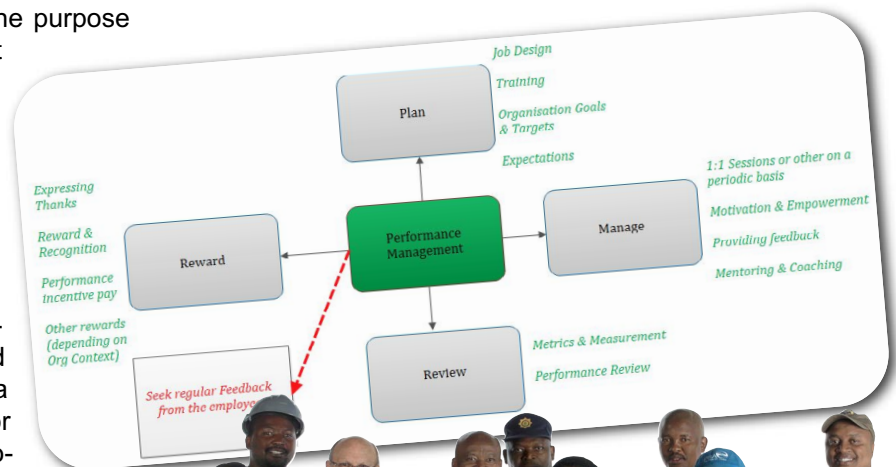 he purpose
Job Design
Training
Organisation Goals
& Targets
Expectations
Plan
1:1 Sessions or other on a
periodic basis
Motivation & Empowerment
Providing feedback
Mentoring & Coaching
Manage
Performance
Management
Expressing
Thanks
Reward &
Recognition
Performance
incentive pay
Other rewards
(depending on
Org Context)
Reward
Seek regular Feedback
from the employe
Metrics & Measurement
Performance Review
Review
a